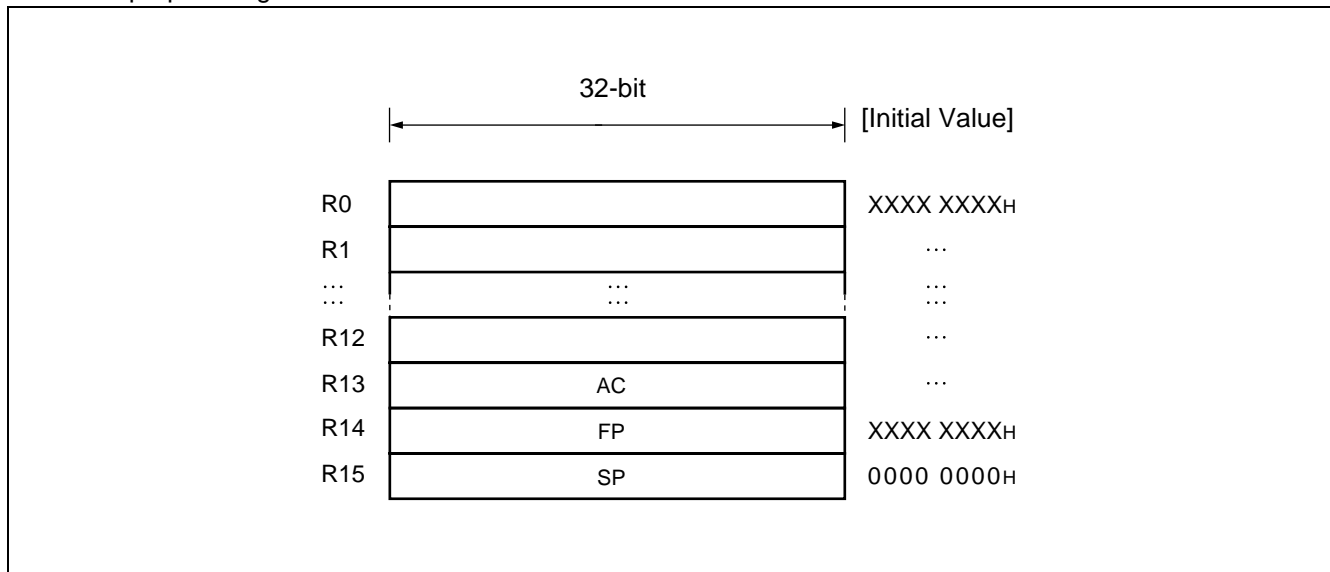 32-bit
[Initial Value]
R0 XXXX XXXXH
R1 ...
... ... ...
... ... ...
R12 ...
R13 AC ...
R14 FP XXXX XXXXH
R15 SP 0000 0000H